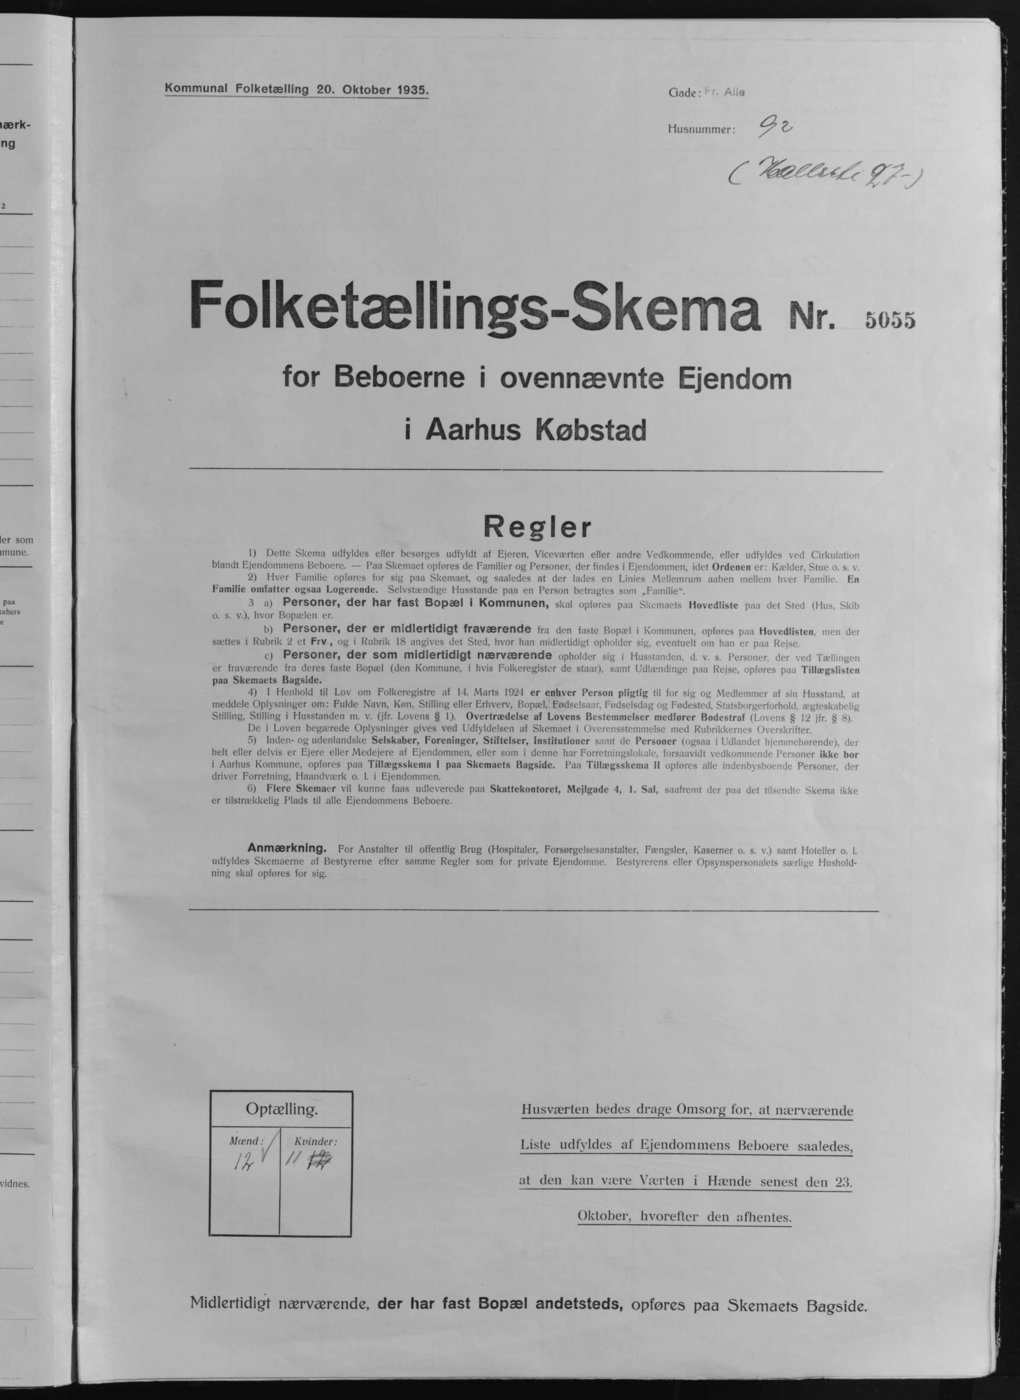 Kommunal Folketælling 20. Oktober 1935.
Gade: Fr. Alle
Husnummer: 92
Folketællings-Skema Nr. 5055
for Beboerne i ovennævnte Ejendom
i Aarhus Købstad
Regler
1) Dette Skema udfyldes eller besørges udfyldt af Ejeren, Viceværten eller andre Vedkommende, eller udfyldes ved Cirkulation
blandt Ejendommens Beboere. — Paa Skemaet opføres de Familier og Personer, der findes i Ejendommen, idet Ordenen er: Kælder, Stue o. s. v.
2) Hver Familie opføres for sig paa Skemaet, og saaledes at der lades en Linies Mellemrum aaben mellem hver Familie. En
Familie omfatter ogsaa Logerende. Selvstændige Husstande paa en Person betragtes som „Familie“.
3 a) Personer, der har fast Bopæl i Kommunen, skal opføres paa Skemaets Hovedliste paa det Sted (Hus, Skib
o. s. v.), hvor Bopælen er.
b) Personer, der er midlertidigt fraværende fra den faste Bopæl i Kommunen, opføres paa Hovedlisten, men der
sættes i Rubrik 2 et Frv, og i Rubrik 18 angives det Sted, hvor han midlertidigt opholder sig, eventuelt om han er paa Rejse.
c) Personer, der som midlertidigt nærværende opholder sig i Husstanden, d. v. s. Personer, der ved Tællingen
er fraværende fra deres faste Bopæl (den Kommune, i hvis Folkeregister de staar), samt Udlændinge paa Rejse, opføres paa Tillægslisten
paa Skemaets Bagside.
4) I Henhold til Lov om Folkeregistre af 14. Marts 1924 er enhver Person pligtig til for sig og Medlemmer af sin Husstand, at
meddele Oplysninger om: Fulde Navn, Køn, Stilling eller Erhverv, Bopæl, Fødselsaar, Fødselsdag og Fødested, Statsborgerforhold, ægteskabelig
Stilling, Stilling i Husstanden m. v. (jfr. Lovens § 1). Overtrædelse af Lovens Bestemmelser medfører Bødestraf (Lovens § 12 jfr. § 8).
De i Loven begærede Oplysninger gives ved Udfyldelsen af Skemaet i Overensstemmelse med Rubrikkernes Overskrifter.
5) Inden- og udenlandske Selskaber, Foreninger, Stiftelser, Institutioner samt de Personer (ogsaa i Udlandet hjemmehørende), der
helt eller delvis er Ejere eller Medejere af Ejendommen, eller som i denne har Forretningslokale, forsaavidt vedkommende Personer ikke bor
i Aarhus Kommune, opføres paa Tillægsskema I paa Skemaets Bagside. Paa Tillægsskema II opføres alle indenbysboende Personer, der
driver Forretning, Haandværk o. l. i Ejendommen.
6) Flere Skemaer vil kunne faas udleverede paa Skattekontoret, Mejlgade 4, 1. Sal, saafremt der paa det tilsendte Skema ikke
er tilstrækkelig Plads til alle Ejendommens Beboere.
Anmærkning. For Anstalter til offentlig Brug (Hospitaler, Forsørgelsesanstalter, Fængsler, Kaserner o. s. v.) samt Hoteller o. l.
udfyldes Skemaerne af Bestyrerne efter samme Regler som for private Ejendomme. Bestyrerens eller Opsynspersonalets særlige Hushold-
ning skal opføres for sig.
Optælling.
Mænd: Kvinder:
12 11
Husværten bedes drage Omsorg for, at nærværende
Liste udfyldes af Ejendommens Beboere saaledes,
at den kan være Værten i Hænde senest den 23.
Oktober, hvorefter den afhentes.
Midlertidigt nærværende, der har fast Bopæl andetsteds, opføres paa Skemaets Bagside.